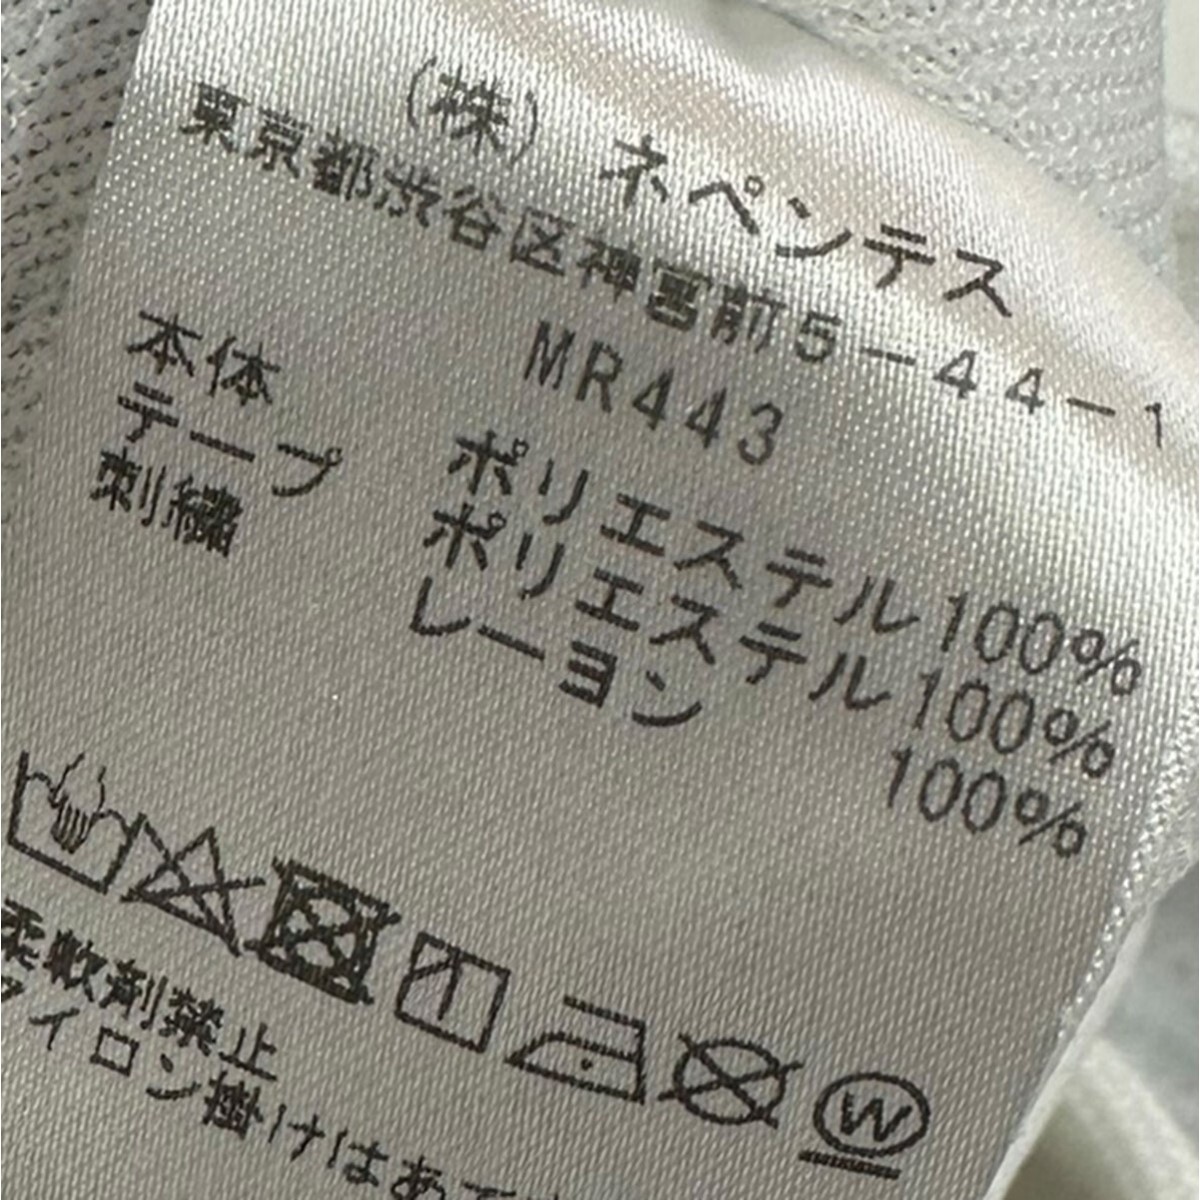 (株) ネペンテス
東京都渋谷区神宮前5-44-1
MR443
本体 ポリエステル100%
テープ ポリエステル100%
刺繍 レーヨン 100%
W
柔軟剤禁止
アイロン掛けはあて